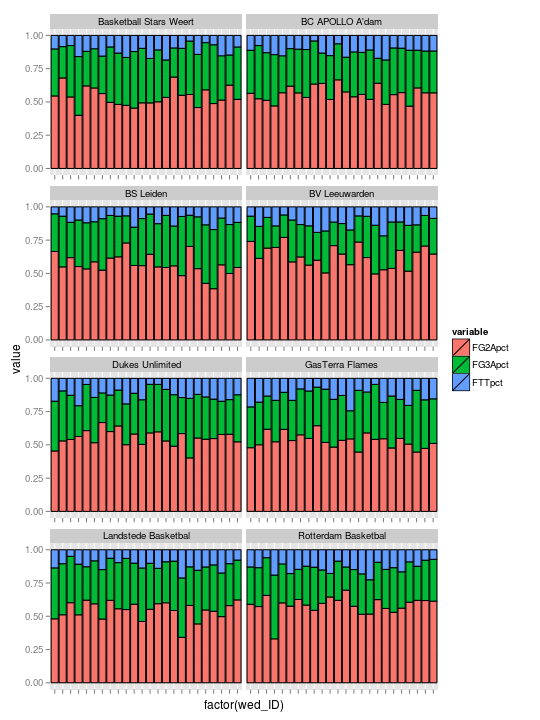 Basketball Stars Weert
BC APOLLO A'dam
1.00
0.75
0.50
0.25
0.00
BS Leiden
BV Leeuwarden
1.00
0.75
0.50
0.25
0.00
Dukes Unlimited
GasTerra Flames
1.00
0.75
0.50
0.25
0.00
Landstede Basketbal
Rotterdam Basketbal
1.00
0.75
0.50
0.25
0.00
value
factor(wed_ID)
variable
FG2Apct
FG3Apct
FTTpct